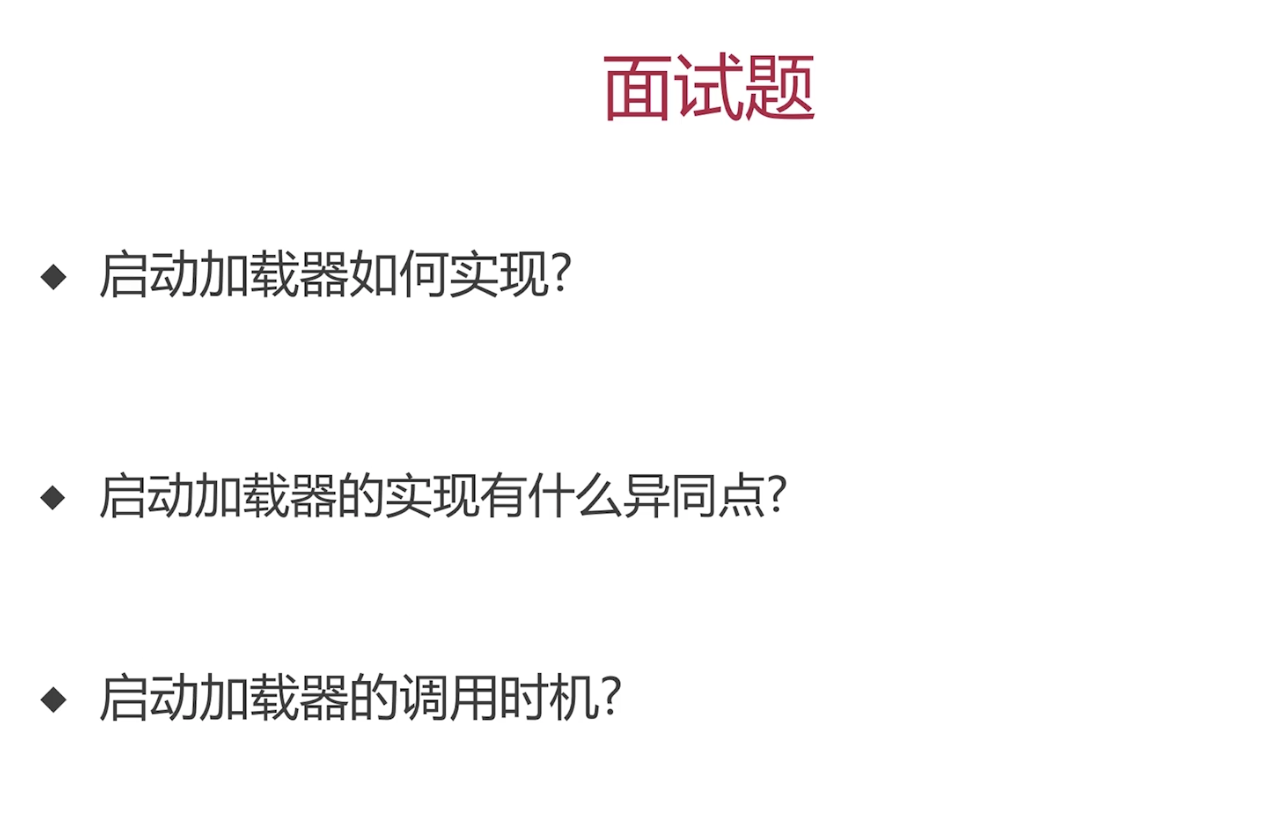 面试题
◆ 启动加载器如何实现?
◆ 启动加载器的实现有什么异同点?
◆ 启动加载器的调用时机?